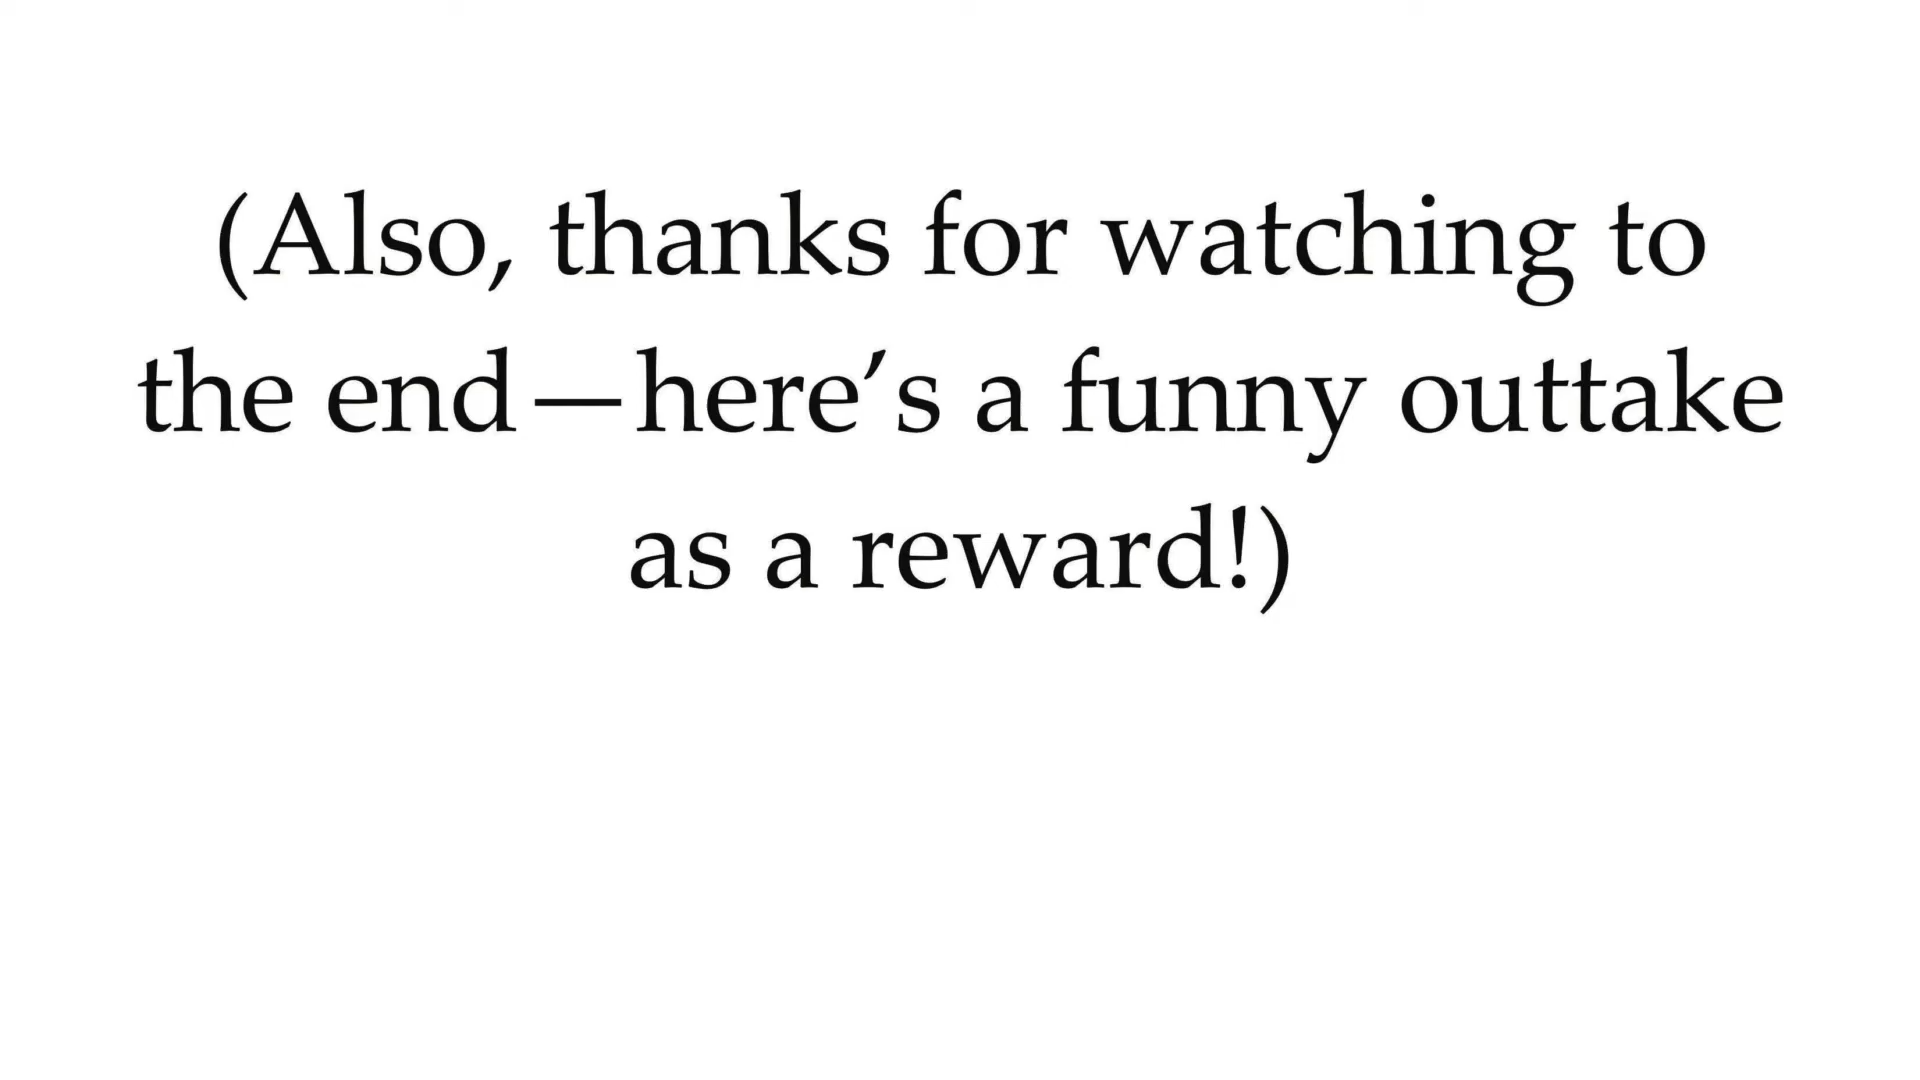 (Also, thanks for watching to
the end—here’s a funny outtake
as a reward!)